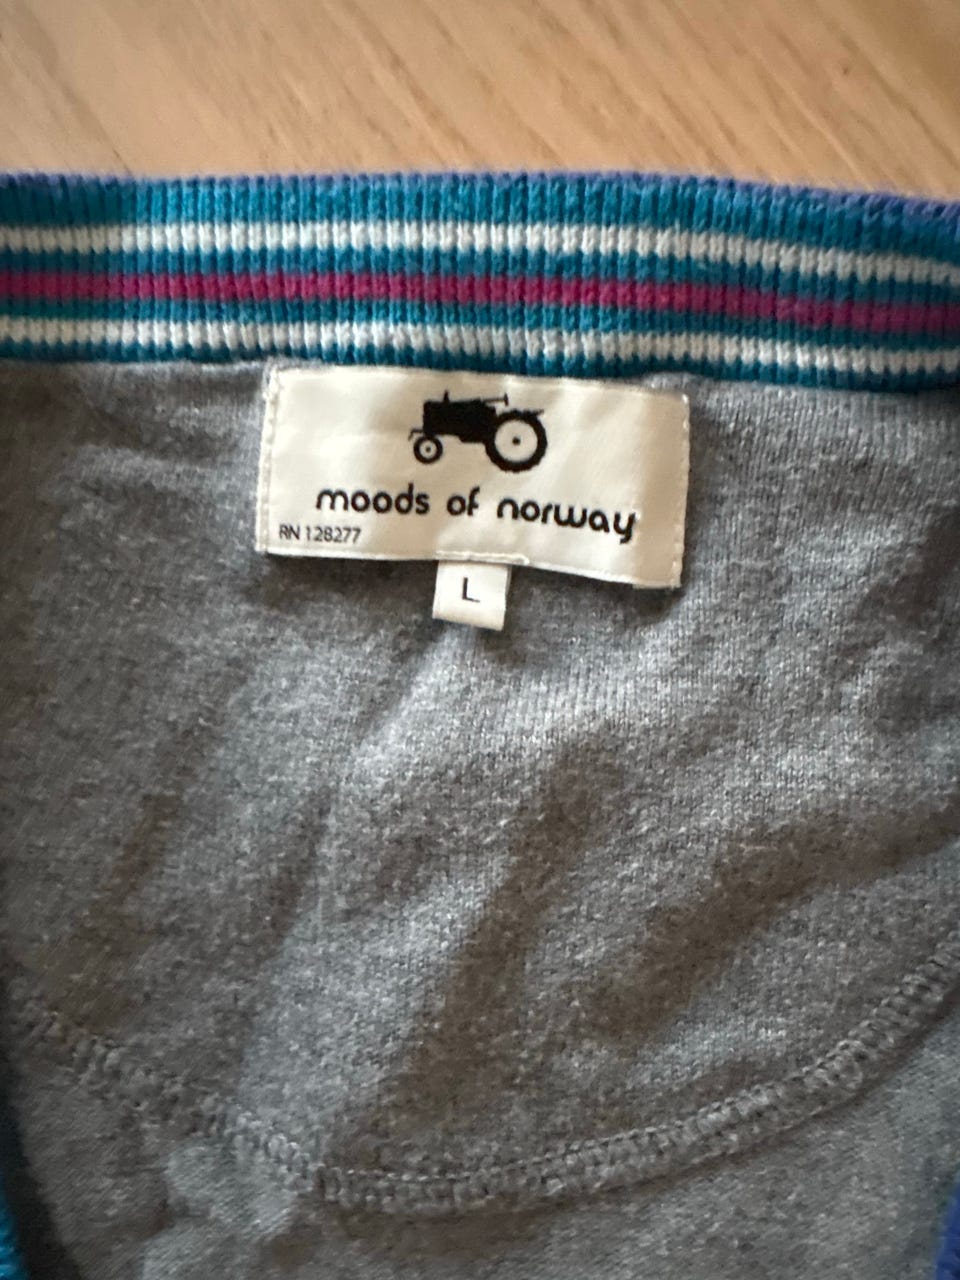 moods of norway
RN 128277
L